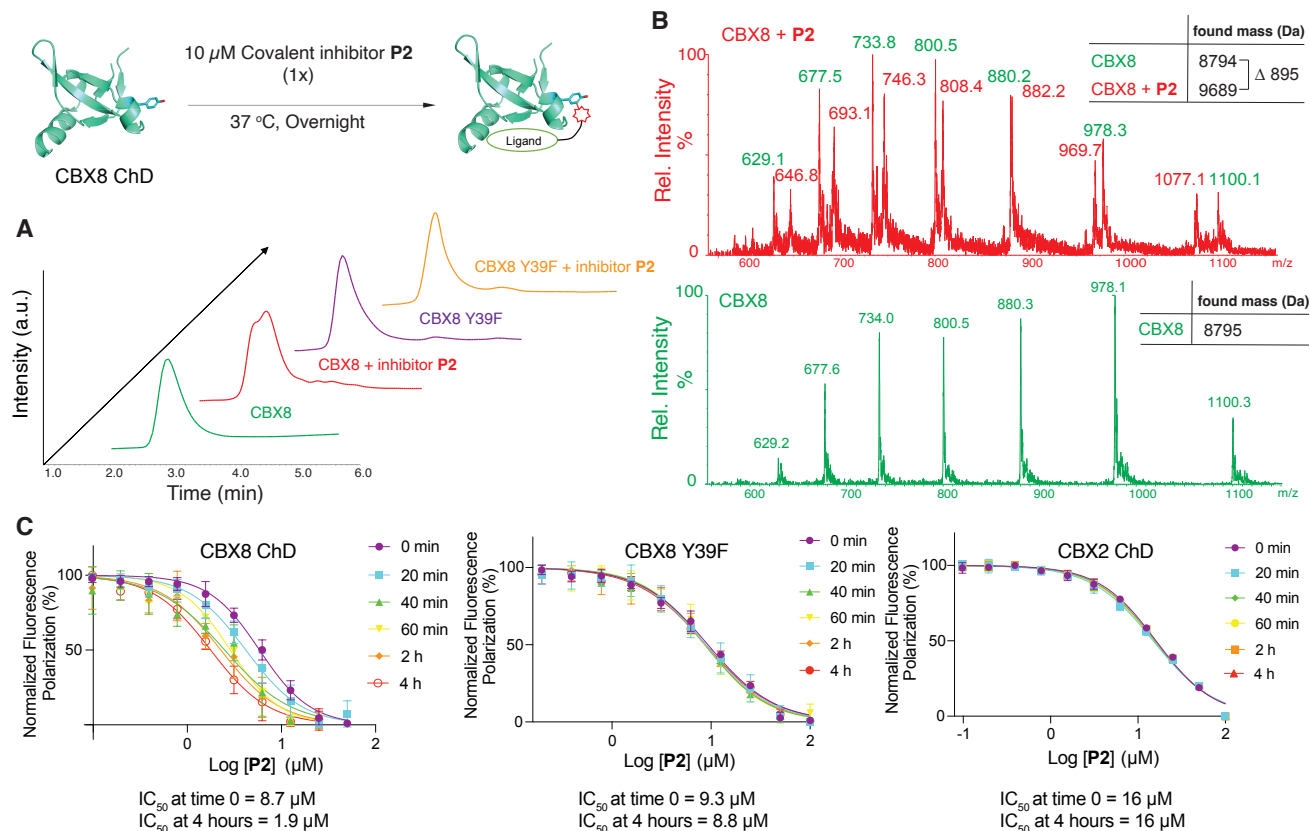 10 µM Covalent inhibitor P2
(1x)
37 °C, Overnight
CBX8 ChD
Ligand
A
Intensity (a.u.)
CBX8 Y39F + inhibitor P2
CBX8 Y39F
CBX8 + inhibitor P2
CBX8
1.0 2.0 3.0 4.0 5.0 6.0
Time (min)
B
CBX8 + P2
Rel. Intensity
%
100
0
629.1
646.8
677.5
693.1
733.8
746.3
800.5
808.4
880.2
882.2
969.7
978.3
1077.1
1100.1
600 700 800 900 1000 1100 m/z
found mass (Da)
CBX8 8794
CBX8 + P2 9689
Δ 895
CBX8
Rel. Intensity
%
100
0
629.2
677.6
734.0
800.5
880.3
978.1
1100.3
600 700 800 900 1000 1100 m/z
found mass (Da)
CBX8 8795
C
CBX8 ChD
Normalized Fluorescence
Polarization (%)
100
50
0 1 2
Log [P2] (µM)
0 min
20 min
40 min
60 min
2 h
4 h
IC50 at time 0 = 8.7 µM
IC50 at 4 hours = 1.9 µM
CBX8 Y39F
Normalized Fluorescence
Polarization (%)
100
50
0
0 1 2
Log [P2] (µM)
0 min
20 min
40 min
60 min
2 h
4 h
IC50 at time 0 = 9.3 µM
IC50 at 4 hours = 8.8 µM
CBX2 ChD
Normalized Fluorescence
Polarization (%)
100
50
0
-1 0 1 2
Log [P2] (µM)
0 min
20 min
40 min
60 min
2 h
4 h
IC50 at time 0 = 16 µM
IC50 at 4 hours = 16 µM